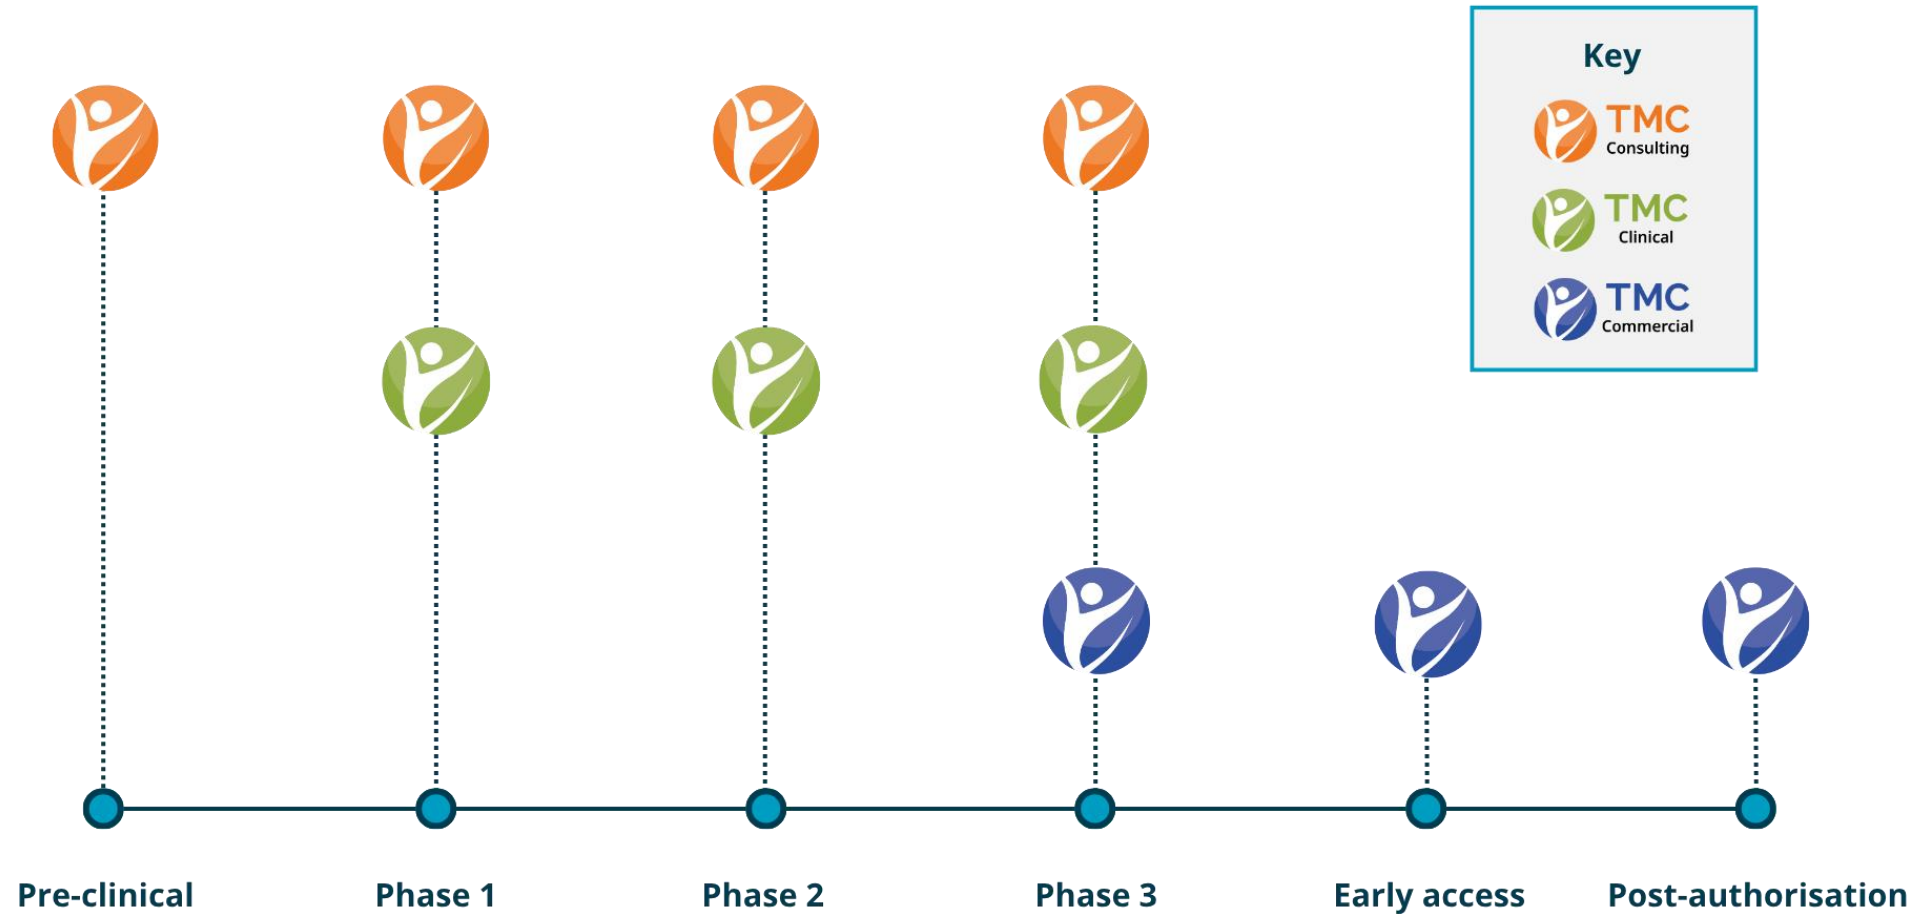 Key
TMC
Consulting
TMC
Clinical
TMC
Commercial
Pre-clinical
Phase 1
Phase 2
Phase 3
Early access
Post-authorisation